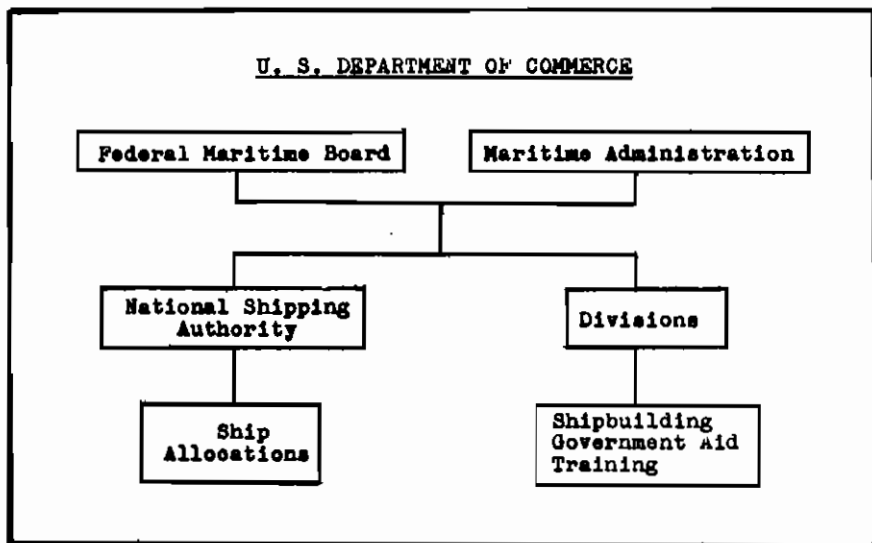 U. S. DEPARTMENT OF COMMERCE
Federal Maritime Board
Maritime Administration
National Shipping
Authority
Divisions
Ship
Allocations
Shipbuilding
Government Aid
Training